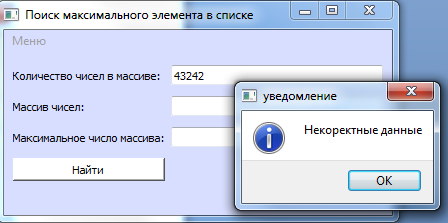 Поиск максимального элемента в списке
Меню
Количество чисел в массиве: 43242
Массив чисел:
Максимальное число массива:
Найти
уведомление
Некоректные данные
OK